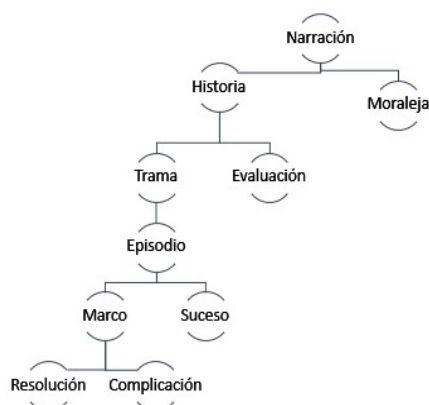 Narración
Historia
Moraleja
Trama
Evaluación
Episodio
Marco
Suceso
Resolución
Complicación